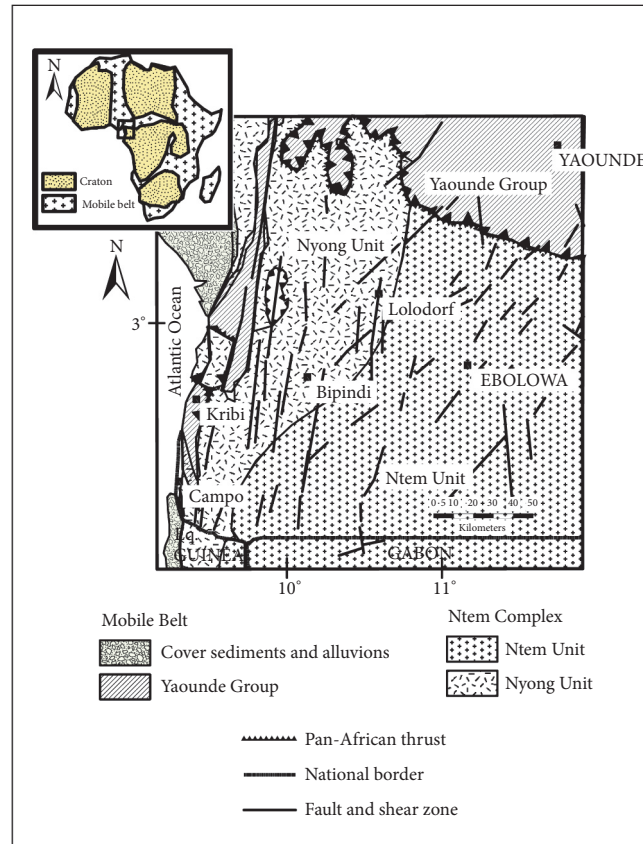 N
Craton
Mobile belt
N
YAOUNDE
Yaounde Group
Nyong Unit
Lolodorf
3°
Atlantic Ocean
Bipindi
EBOLOWA
Kribi
Ntem Unit
Campo
0 5 10 20 30 40 50
Kilometers
Eq.
GUINEA
GABON
10°
11°
Mobile Belt
Cover sediments and alluvions
Yaounde Group
Ntem Complex
Ntem Unit
Nyong Unit
Pan-African thrust
National border
Fault and shear zone